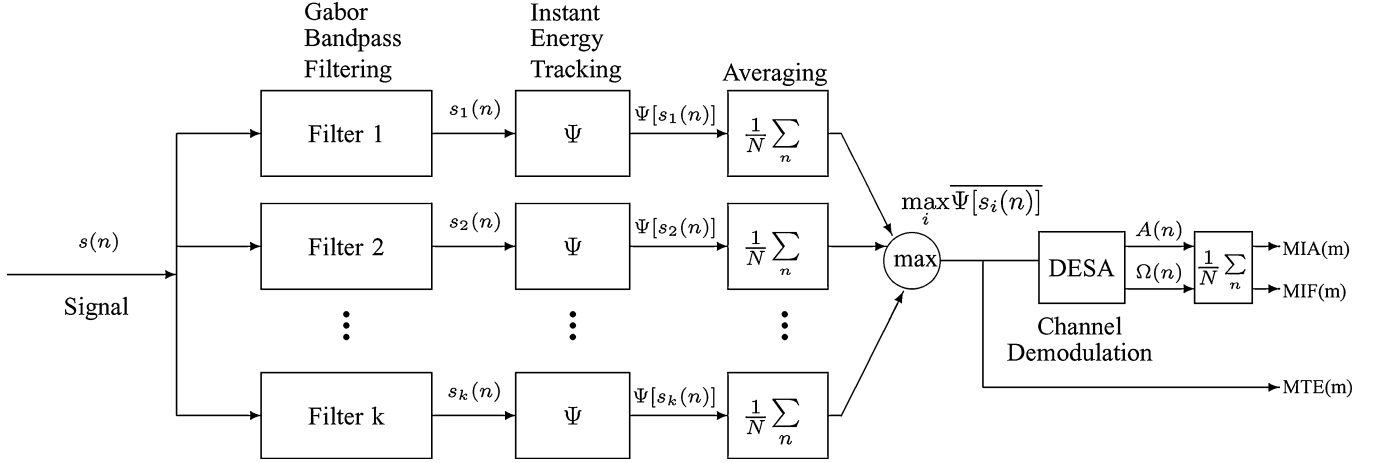 Gabor
Bandpass
Filtering
Instant
Energy
Tracking
Averaging
s(n)
Signal
Filter 1
s₁(n)
Ψ
Ψ[s₁(n)]
1/N ∑ n
Filter 2
s₂(n)
Ψ
Ψ[s₂(n)]
1/N ∑ n
Filter k
sₖ(n)
Ψ
Ψ[sₖ(n)]
1/N ∑ n
max i Ψ[sᵢ(n)]
max
DESA
A(n)
Ω(n)
1/N ∑ n
MIA(m)
MIF(m)
Channel
Demodulation
MTE(m)